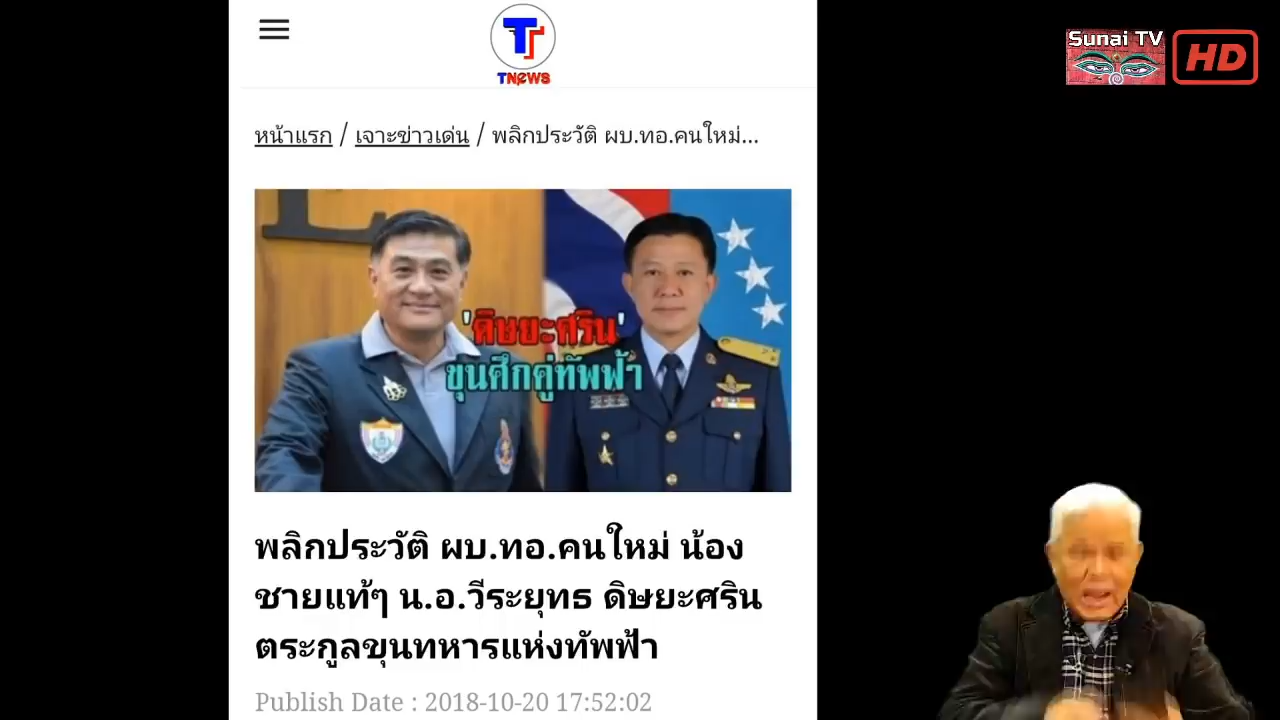 Sunai TV
HD
TNEWS
หน้าแรก / เจาะข่าวเด่น / พลิกประวัติ ผบ.ทอ.คนใหม่...
'ดิษยะศริน'
ขุนศึกคู่ทัพฟ้า
พลิกประวัติ ผบ.ทอ.คนใหม่ น้อง
ชายแท้ๆ น.อ.วีระยุทธ ดิษยะศริน
ตระกูลขุนทหารแห่งทัพฟ้า
Publish Date : 2018-10-20 17:52:02